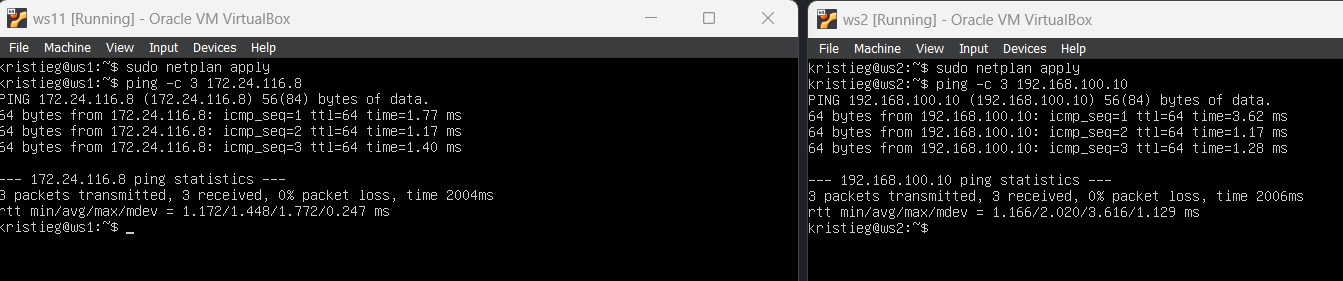 ws11 [Running] - Oracle VM VirtualBox
File Machine View Input Devices Help
kristieg@ws1:~$ sudo netplan apply
kristieg@ws1:~$ ping -c 3 172.24.116.8
PING 172.24.116.8 (172.24.116.8) 56(84) bytes of data.
64 bytes from 172.24.116.8: icmp_seq=1 ttl=64 time=1.77 ms
64 bytes from 172.24.116.8: icmp_seq=2 ttl=64 time=1.17 ms
64 bytes from 172.24.116.8: icmp_seq=3 ttl=64 time=1.40 ms
--- 172.24.116.8 ping statistics ---
3 packets transmitted, 3 received, 0% packet loss, time 2004ms
rtt min/avg/max/mdev = 1.172/1.448/1.772/0.247 ms
kristieg@ws1:~$ _
ws2 [Running] - Oracle VM VirtualBox
File Machine View Input Devices Help
kristieg@ws2:~$ sudo netplan apply
kristieg@ws2:~$ ping -c 3 192.168.100.10
PING 192.168.100.10 (192.168.100.10) 56(84) bytes of data.
64 bytes from 192.168.100.10: icmp_seq=1 ttl=64 time=3.62 ms
64 bytes from 192.168.100.10: icmp_seq=2 ttl=64 time=1.17 ms
64 bytes from 192.168.100.10: icmp_seq=3 ttl=64 time=1.28 ms
--- 192.168.100.10 ping statistics ---
3 packets transmitted, 3 received, 0% packet loss, time 2006ms
rtt min/avg/max/mdev = 1.166/2.020/3.616/1.129 ms
kristieg@ws2:~$